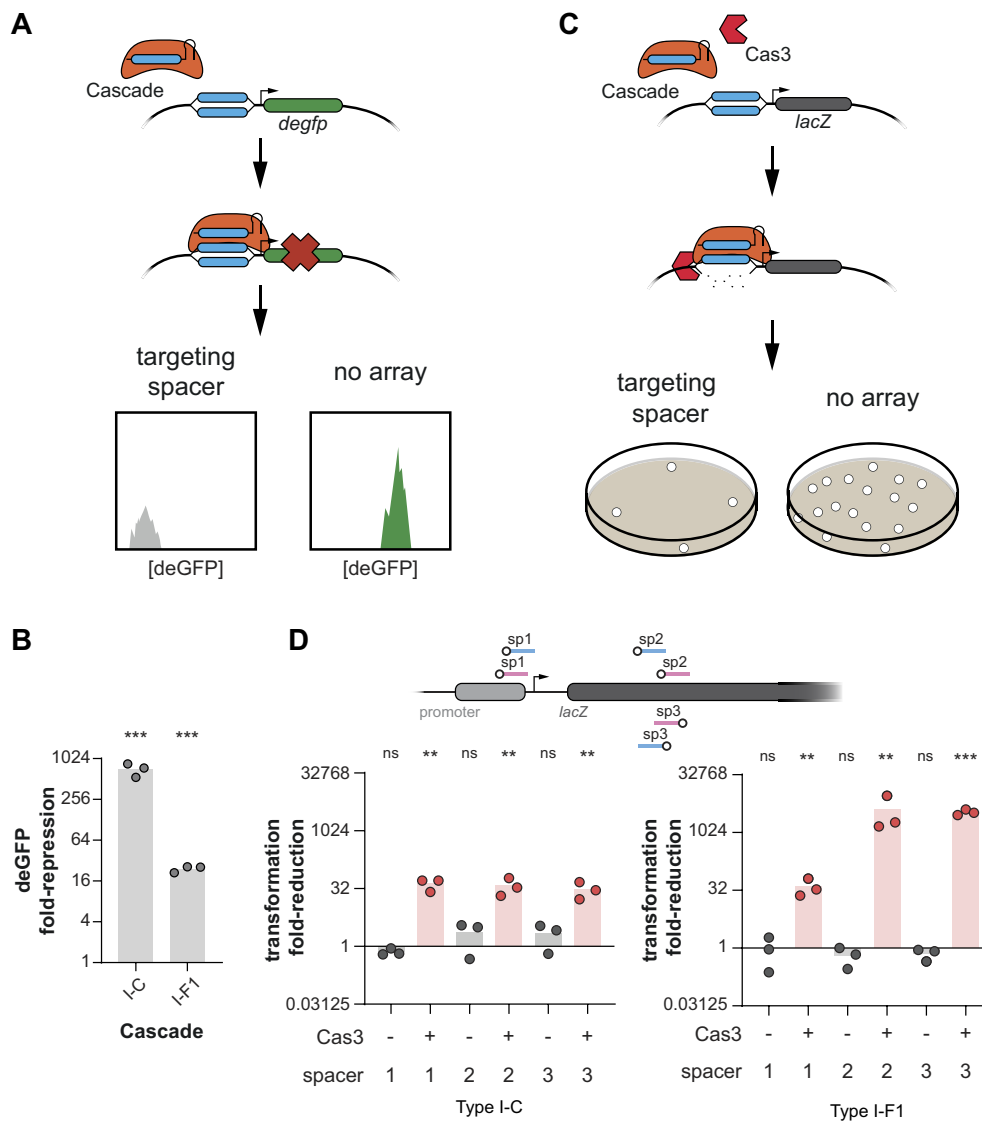 A
Cascade
degfp
targeting
spacer
no array
[deGFP]
[deGFP]
C
Cas3
Cascade
lacZ
targeting
spacer
no array
B
*** ***
1024
256
64
16
4
1
deGFP
fold-repression
I-C
I-F1
Cascade
D
sp1
sp2
sp1
sp2
promoter
lacZ
sp3
sp3
ns ** ns ** ns **
32768
1024
32
1
0.03125
transformation
fold-reduction
Cas3 - + - + - +
spacer 1 1 2 2 3 3
Type I-C
ns ** ns ** ns ***
32768
1024
32
1
0.03125
transformation
fold-reduction
- + - + - +
1 1 2 2 3 3
Type I-F1